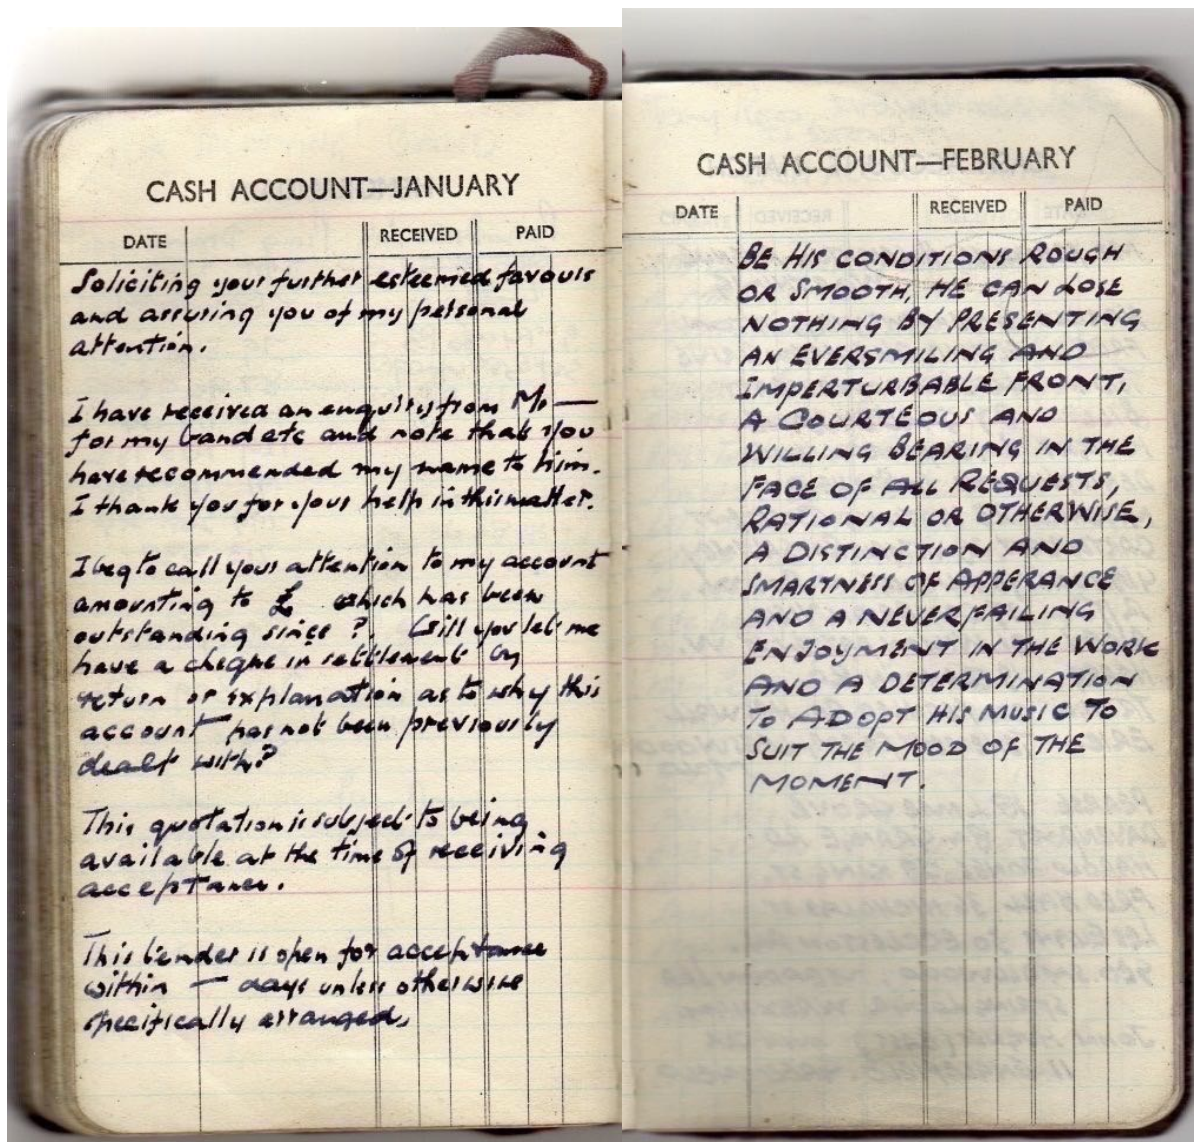 CASH ACCOUNT—JANUARY
DATE RECEIVED PAID
Soliciting your further esteemed favours
and assuring you of my personal
attention.
I have received an enquiry from Mr —
for my band etc and note that you
have recommended my name to him.
I thank you for your help in this matter.
I beg to call your attention to my account
amounting to £ which has been
outstanding since ?. Will you let me
have a cheque in settlement by
return or explanation as to why this
account has not been previously
dealt with?
This quotation is subject to being
available at the time of receiving
acceptance.
This tender is open for acceptance
within — days unless otherwise
specifically arranged.
CASH ACCOUNT—FEBRUARY
DATE RECEIVED PAID
BE HIS CONDITIONS ROUGH
OR SMOOTH, HE CAN LOSE
NOTHING BY PRESENTING
AN EVERSMILING AND
IMPERTURBABLE FRONT,
A COURTEOUS AND
WILLING BEARING IN THE
FACE OF ALL REQUESTS,
RATIONAL OR OTHERWISE,
A DISTINCTION AND
SMARTNESS OF APPERANCE
AND A NEVERFAILING
ENJOYMENT IN THE WORK
AND A DETERMINATION
TO ADOPT HIS MUSIC TO
SUIT THE MOOD OF THE
MOMENT.